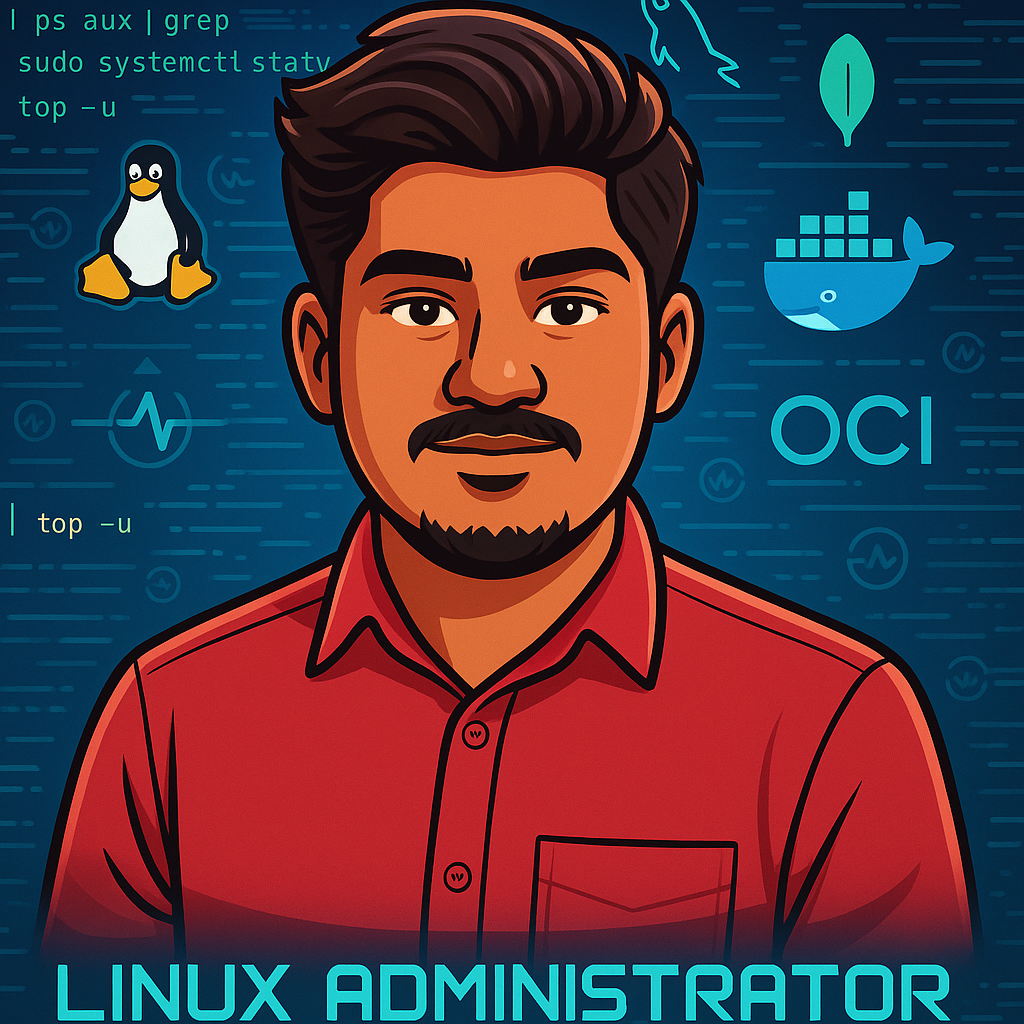 | ps aux | grep
sudo systemctl statv
top -u
OCI
| top -u
LINUX ADMINISTRATOR